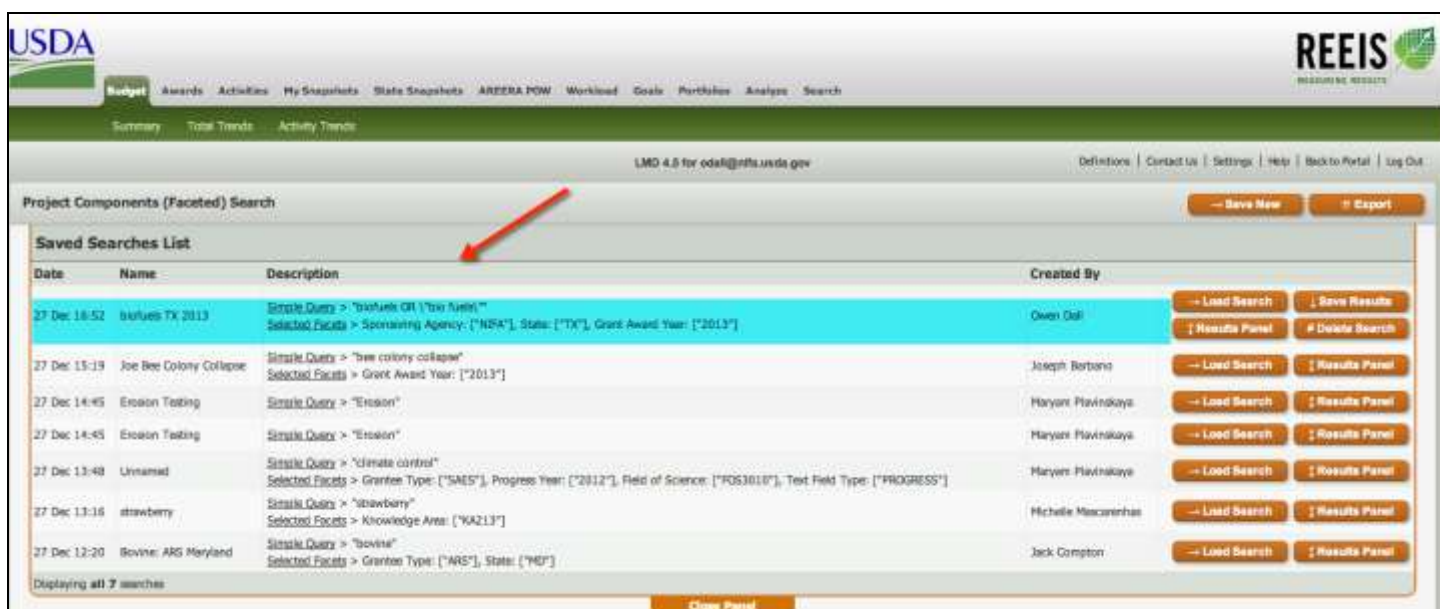 USDA
REEIS
MEASURING RESULTS
Budget Awards Activities My Snapshots State Snapshots AREERA POW Workload Goals Portfolios Analyze Search
Summary Total Trends Activity Trends
LMD 4.5 for odall@nifs.usda.gov
Definitions | Contact Us | Settings | Help | Back to Portal | Log Out
Project Components (Faceted) Search
→ Save New
Export
Saved Searches List
Date Name Description Created By
27 Dec 16:52 biofuels TX 2013 Simple Query > "biofuels OR \"bio fuels\"" Owen Dall → Load Search ↓ Save Results
Selected Facets > Sponsoring Agency: ["NIFA"], State: ["TX"], Grant Award Year: ["2013"] Results Panel # Delete Search
27 Dec 15:19 Joe Bee Colony Collapse Simple Query > "bee colony collapse" Joseph Barbano → Load Search Results Panel
Selected Facets > Grant Award Year: ["2013"]
27 Dec 14:45 Erosion Testing Simple Query > "Erosion" Maryam Plavinskaya → Load Search Results Panel
27 Dec 14:45 Erosion Testing Simple Query > "Erosion" Maryam Plavinskaya → Load Search Results Panel
27 Dec 13:48 Unnamed Simple Query > "climate control" Maryam Plavinskaya → Load Search Results Panel
Selected Facets > Grantee Type: ["SAES"], Progress Year: ["2012"], Field of Science: ["FOS3010"], Text Field Type: ["PROGRESS"]
27 Dec 13:16 strawberry Simple Query > "strawberry" Michelle Mascarenhas → Load Search Results Panel
Selected Facets > Knowledge Area: ["KA213"]
27 Dec 12:20 Bovine: ARS Maryland Simple Query > "bovine" Jack Compton → Load Search Results Panel
Selected Facets > Grantee Type: ["ARS"], State: ["MD"]
Displaying all 7 searches
Close Panel